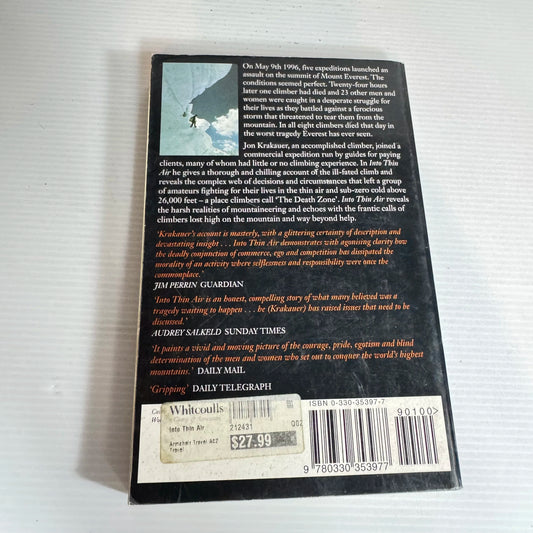 On May 9th 1996, five expeditions launched an
assault on the summit of Mount Everest. The
conditions seemed perfect. Twenty-four hours
later one climber had died and 23 other men and
women were caught in a desperate struggle for
their lives as they battled against a ferocious
storm that threatened to tear them from the
mountain. In all eight climbers died that day in
the worst tragedy Everest has ever seen.
Jon Krakauer, an accomplished climber, joined a
commercial expedition run by guides for paying
clients, many of whom had little or no climbing experience. In Into Thin
Air he gives a thorough and chilling account of the ill-fated climb and
reveals the complex web of decisions and circumstances that left a group
of amateurs fighting for their lives in the thin air and sub-zero cold above
26,000 feet – a place climbers call 'The Death Zone'. Into Thin Air reveals
the harsh realities of mountaineering and echoes with the frantic calls of
climbers lost high on the mountain and way beyond help.
'Krakauer's account is masterly, with a glittering certainty of description and
devastating insight . . . Into Thin Air demonstrates with agonising clarity how
the deadly conjunction of commerce, ego and competition has dissipated the
morality of an activity where selflessness and responsibility were once the
commonplace.'
JIM PERRIN GUARDIAN
'Into Thin Air is an honest, compelling story of what many believed was a
tragedy waiting to happen . . . he (Krakauer) has raised issues that need to be
discussed.'
AUDREY SALKELD SUNDAY TIMES
'It paints a vivid and moving picture of the courage, pride, egotism and blind
determination of the men and women who set out to conquer the world's highest
mountains.' DAILY MAIL
'Gripping' DAILY TELEGRAPH
Whitcoulls
Into Thin Air 212431 002
Armchair Travel
Travel
$27.99
ISBN 0-330-35397-7
90100>
9 780330 353977